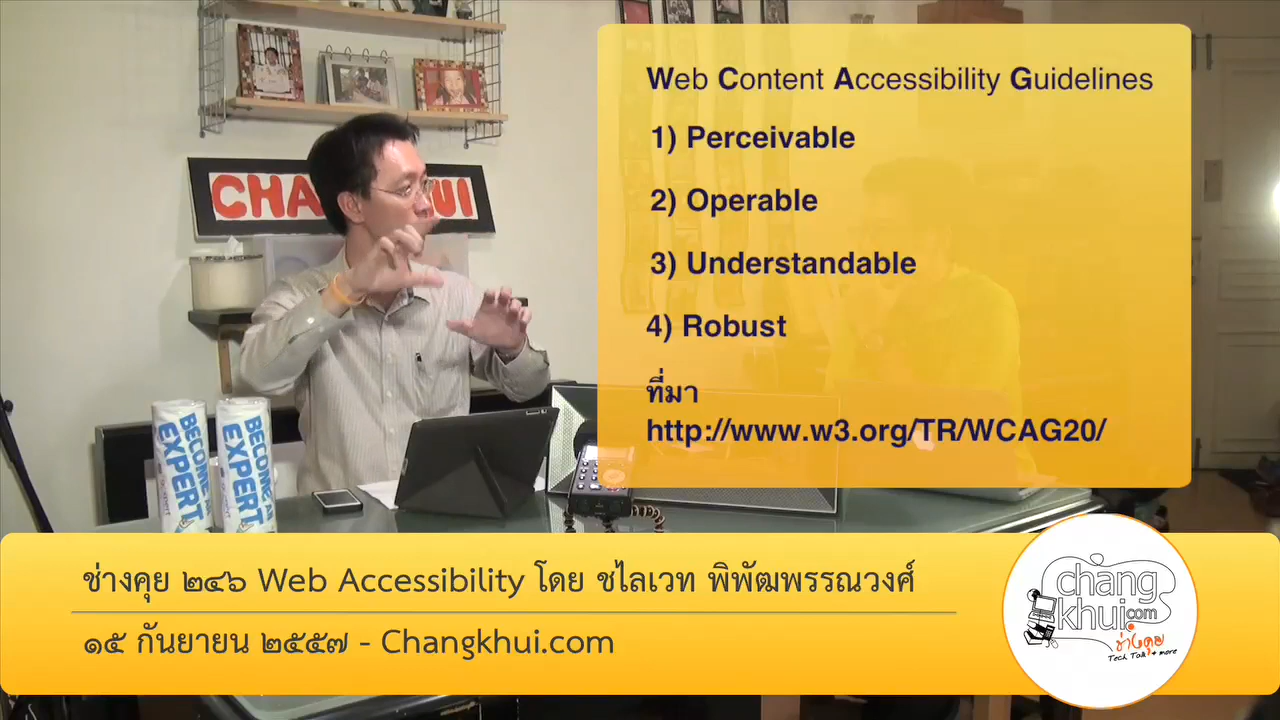 Web Content Accessibility Guidelines
1) Perceivable
2) Operable
3) Understandable
4) Robust
ที่มา
http://www.w3.org/TR/WCAG20/
BECOME AN EXPERT
BECOME AN EXPERT
ช่างคุย ๒๔๖ Web Accessibility โดย ชไลเวท พิพัฒพรรณวงศ์
๑๕ กันยายน ๒๕๕๗ - Changkhui.com
chang
khui.com
ช่างคุย
Tech Talk + more